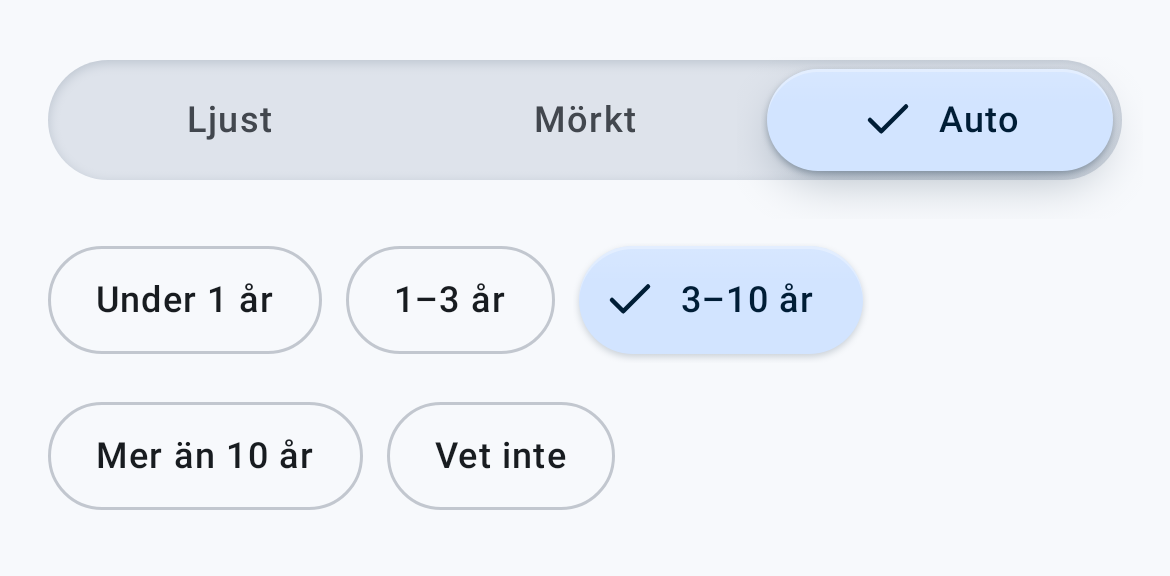 Ljust Mörkt Auto
Under 1 år 1–3 år 3–10 år
Mer än 10 år Vet inte